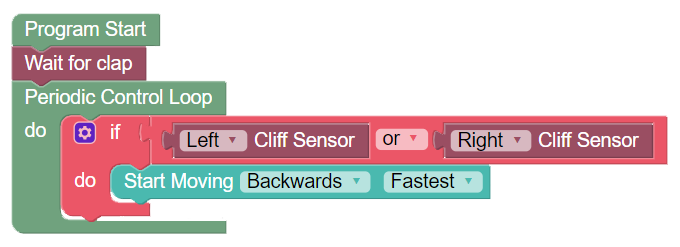 Program Start
Wait for clap
Periodic Control Loop
do if Left Cliff Sensor or Right Cliff Sensor
do Start Moving Backwards Fastest